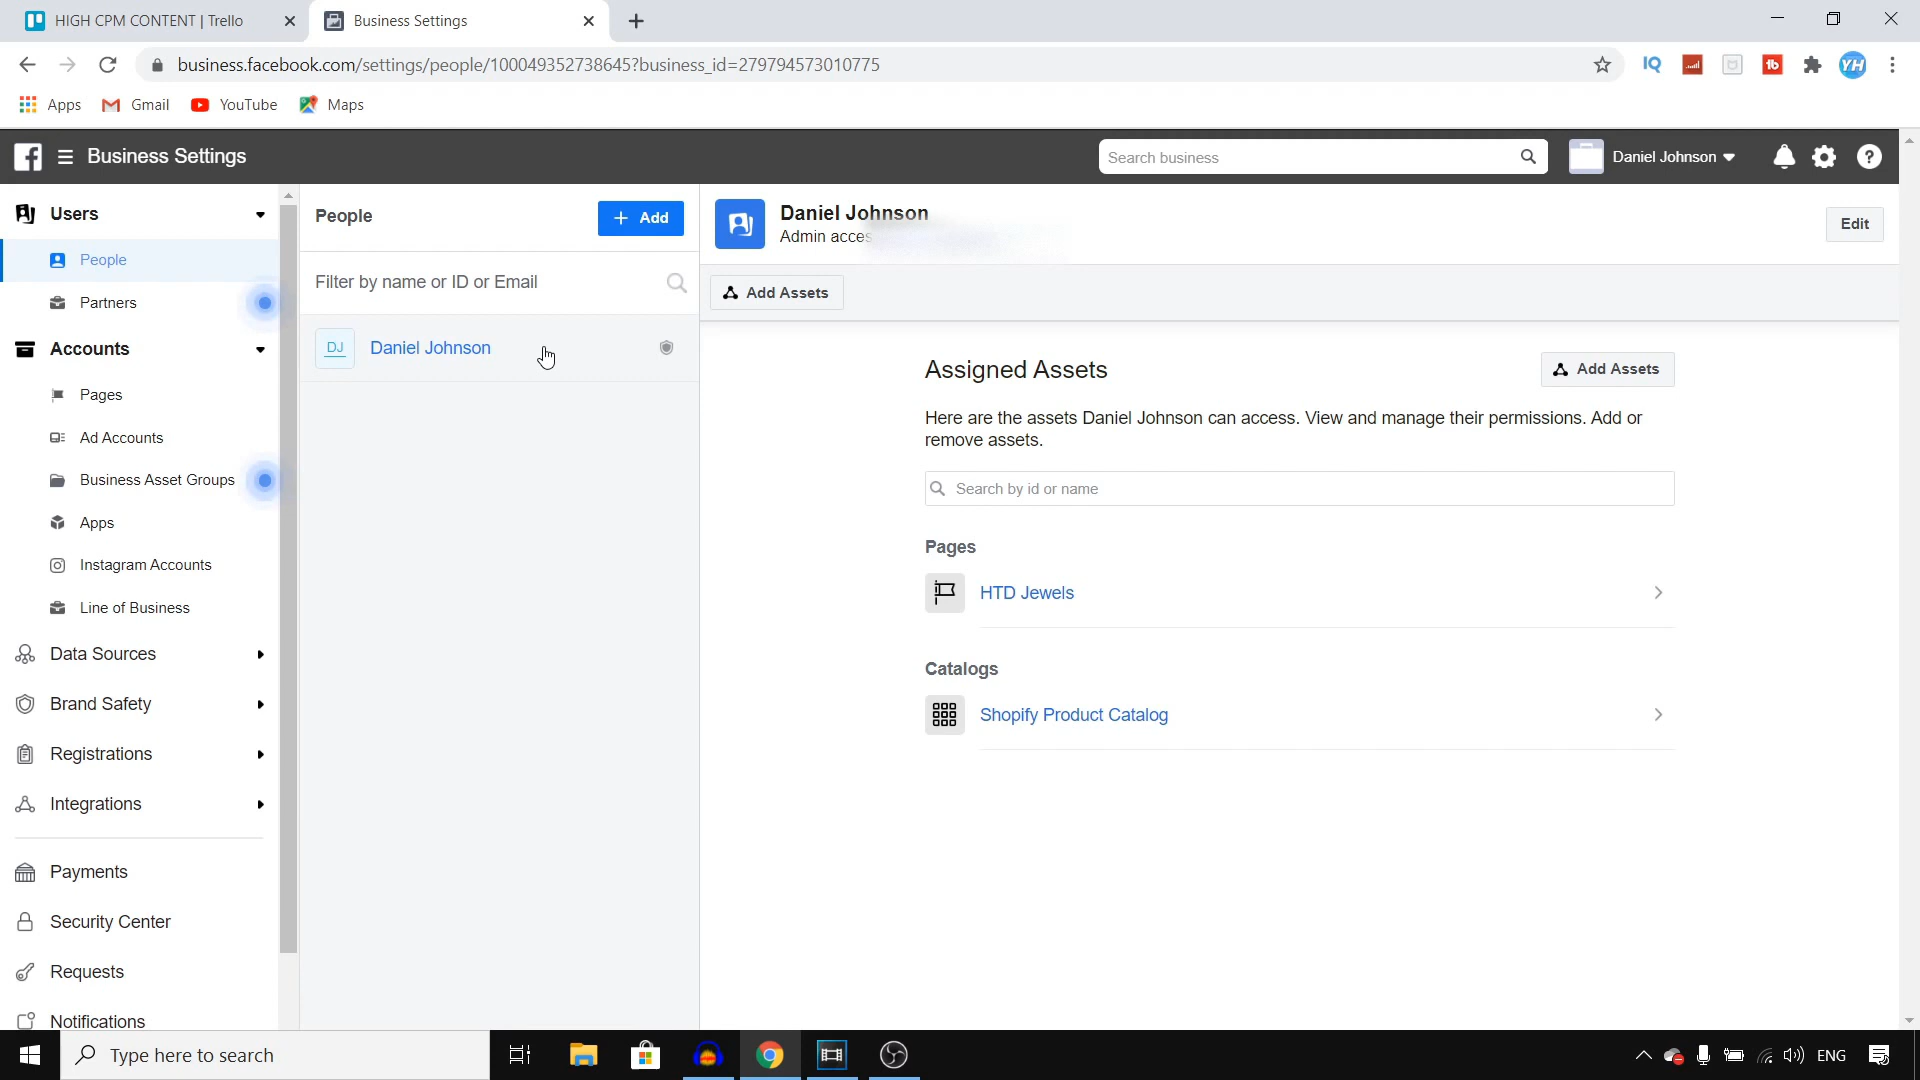 HIGH CPM CONTENT | Trello
Business Settings
business.facebook.com/settings/people/100049352738645?business_id=279794573010775
IQ
tb
YH
Apps
Gmail
YouTube
Maps
Business Settings
Search business
Daniel Johnson
Users
People
Partners
Accounts
Pages
Ad Accounts
Business Asset Groups
Apps
Instagram Accounts
Line of Business
Data Sources
Brand Safety
Registrations
Integrations
Payments
Security Center
Requests
Notifications
People
+ Add
Filter by name or ID or Email
DJ
Daniel Johnson
Daniel Johnson
Admin acces
Edit
Add Assets
Assigned Assets
Add Assets
Here are the assets Daniel Johnson can access. View and manage their permissions. Add or
remove assets.
Search by id or name
Pages
HTD Jewels
Catalogs
Shopify Product Catalog
Type here to search
ENG